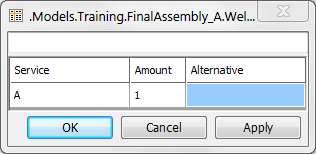 .Models.Training.FinalAssembly_A.Wel...
Service Amount Alternative
A 1
OK Cancel Apply